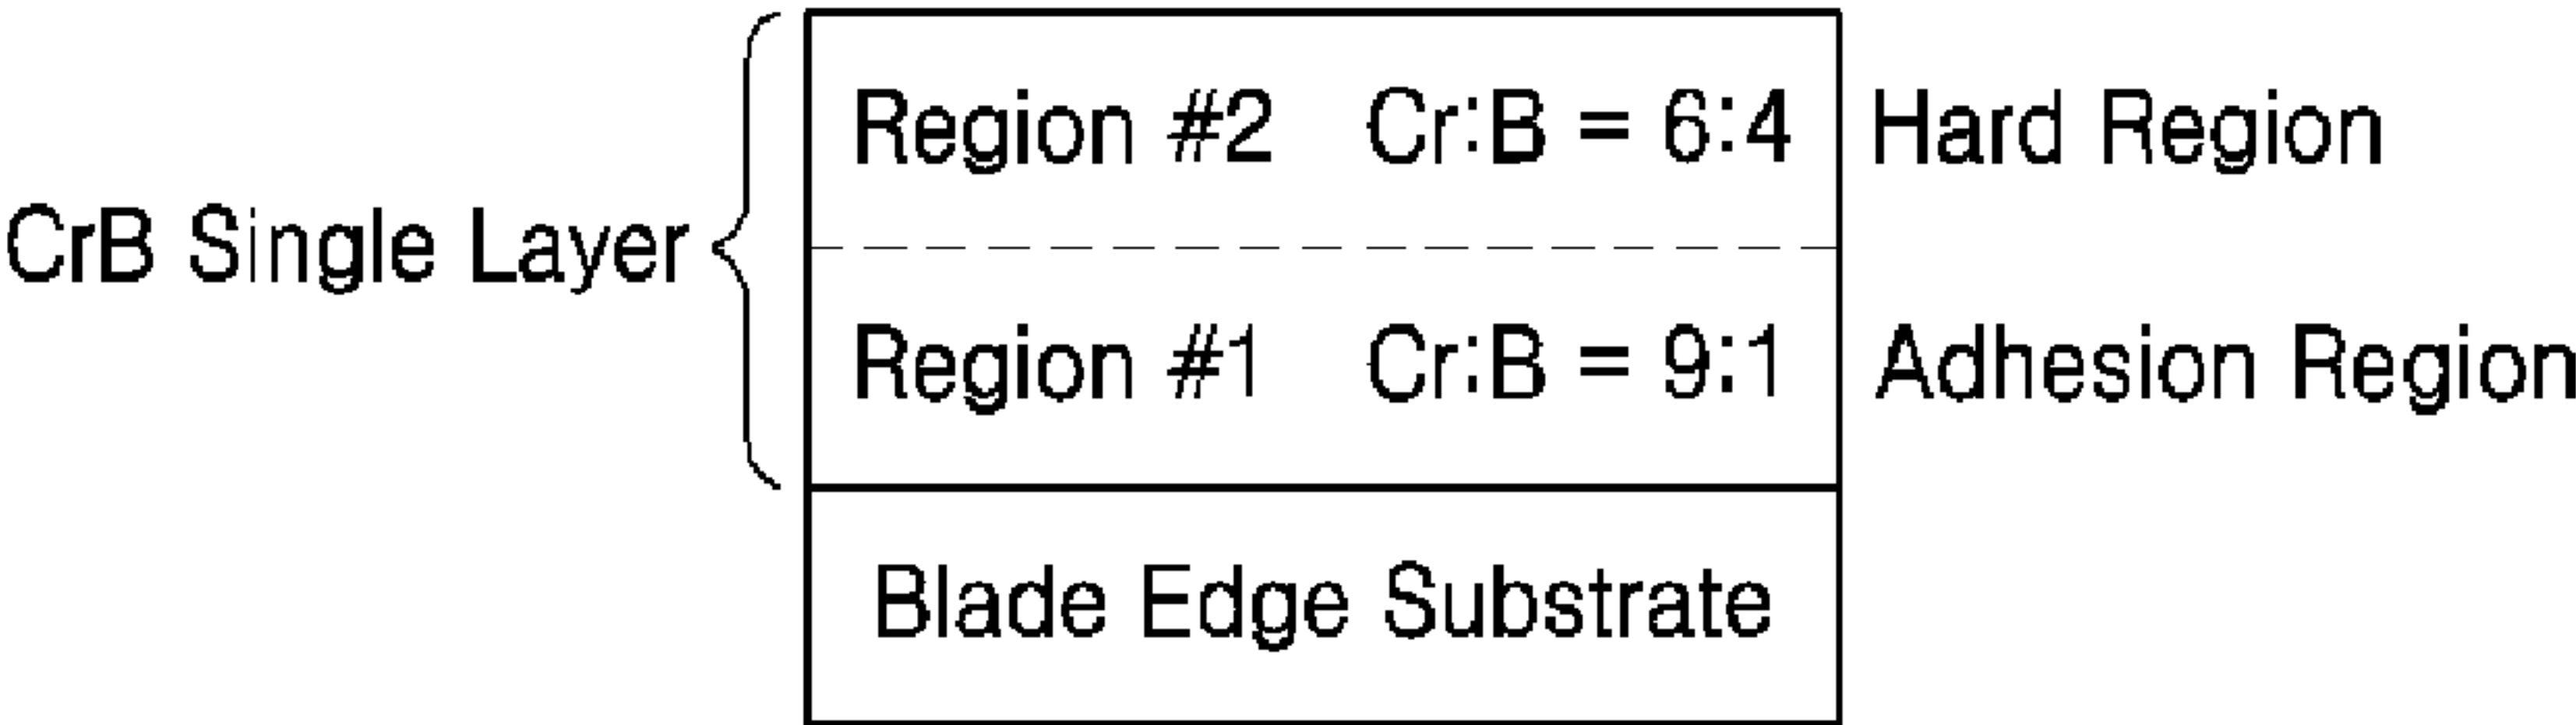 Region #2 Cr:B = 6:4 Hard Region
CrB Single Layer
Region #1 Cr:B = 9:1 Adhesion Region
Blade Edge Substrate